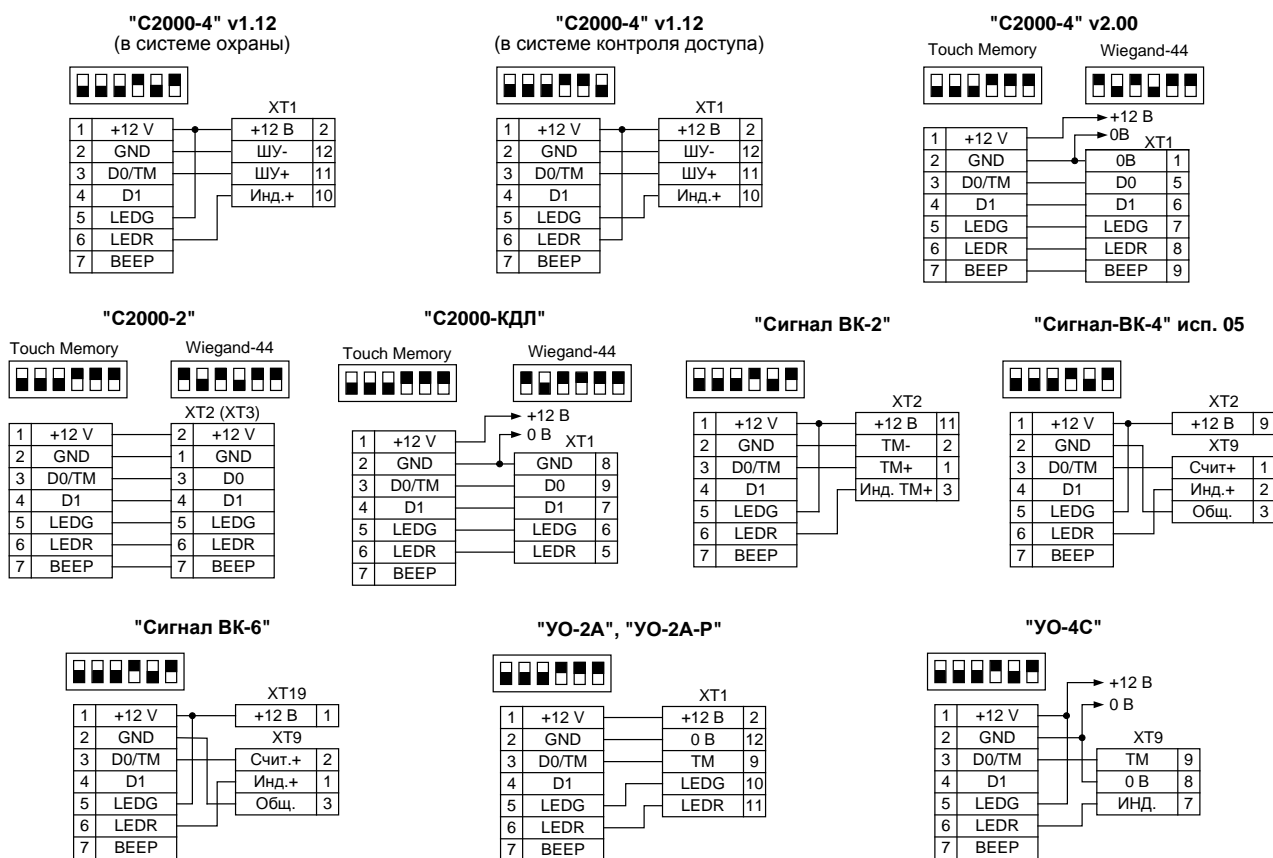 "С2000-4" v1.12
(в системе охраны)
XT1
1 +12 V +12 В 2
2 GND ШУ- 12
3 D0/TM ШУ+ 11
4 D1 Инд.+ 10
5 LEDG
6 LEDR
7 BEEP
"С2000-4" v1.12
(в системе контроля доступа)
XT1
1 +12 V +12 В 2
2 GND ШУ- 12
3 D0/TM ШУ+ 11
4 D1 Инд.+ 10
5 LEDG
6 LEDR
7 BEEP
"С2000-4" v2.00
Touch Memory Wiegand-44
+12 В
0В
XT1
1 +12 V
2 GND 0В 1
3 D0/TM D0 5
4 D1 D1 6
5 LEDG LEDG 7
6 LEDR LEDR 8
7 BEEP BEEP 9
"С2000-2"
Touch Memory Wiegand-44
XT2 (XT3)
1 +12 V 2 +12 V
2 GND 1 GND
3 D0/TM 3 D0
4 D1 4 D1
5 LEDG 5 LEDG
6 LEDR 6 LEDR
7 BEEP 7 BEEP
"С2000-КДЛ"
Touch Memory Wiegand-44
+12 В
0 В
XT1
1 +12 V
2 GND GND 8
3 D0/TM D0 9
4 D1 D1 7
5 LEDG LEDG 6
6 LEDR LEDR 5
7 BEEP
"Сигнал ВК-2"
XT2
1 +12 V +12 В 11
2 GND TM- 2
3 D0/TM TM+ 1
4 D1 Инд. TM+ 3
5 LEDG
6 LEDR
7 BEEP
"Сигнал-ВК-4" исп. 05
XT2
1 +12 V +12 В 9
2 GND XT9
3 D0/TM Счит+ 1
4 D1 Инд.+ 2
5 LEDG Общ. 3
6 LEDR
7 BEEP
"Сигнал ВК-6"
XT19
1 +12 V +12 В 1
2 GND XT9
3 D0/TM Счит.+ 2
4 D1 Инд.+ 1
5 LEDG Общ. 3
6 LEDR
7 BEEP
"УО-2А", "УО-2А-Р"
XT1
1 +12 V +12 В 2
2 GND 0 В 12
3 D0/TM TM 9
4 D1 LEDG 10
5 LEDG LEDR 11
6 LEDR
7 BEEP
"УО-4С"
+12 В
0 В
1 +12 V
2 GND XT9
3 D0/TM TM 9
4 D1 0 В 8
5 LEDG ИНД. 7
6 LEDR
7 BEEP